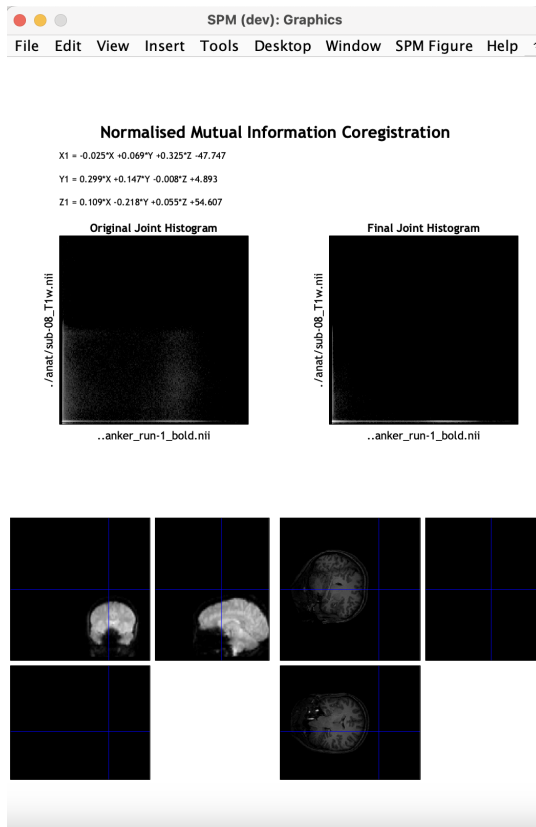 SPM (dev): Graphics
File Edit View Insert Tools Desktop Window SPM Figure Help
Normalised Mutual Information Coregistration
X1 = -0.025*X +0.069*Y +0.325*Z -47.747
Y1 = 0.299*X +0.147*Y -0.008*Z +4.893
Z1 = 0.109*X -0.218*Y +0.055*Z +54.607
Original Joint Histogram
Final Joint Histogram
./anat/sub-08_T1w.nii
./anat/sub-08_T1w.nii
..anker_run-1_bold.nii
..anker_run-1_bold.nii